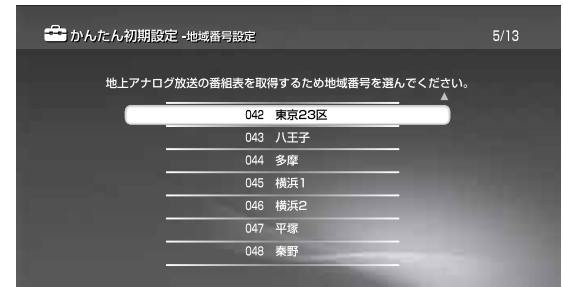 かんたん初期設定 -地域番号設定 5/13
地上アナログ放送の番組表を取得するため地域番号を選んでください。
042 東京23区
043 八王子
044 多摩
045 横浜1
046 横浜2
047 平塚
048 秦野